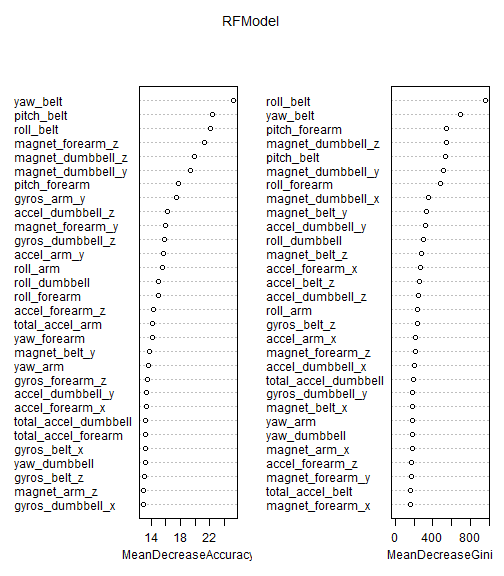 RFModel
yaw_belt
pitch_belt
roll_belt
magnet_forearm_z
magnet_dumbbell_z
magnet_dumbbell_y
pitch_forearm
gyros_arm_y
accel_dumbbell_z
magnet_forearm_y
gyros_dumbbell_z
accel_arm_y
roll_arm
roll_dumbbell
roll_forearm
accel_forearm_z
total_accel_arm
yaw_forearm
magnet_belt_y
yaw_arm
gyros_forearm_z
accel_dumbbell_y
accel_forearm_x
total_accel_dumbbell
total_accel_forearm
gyros_belt_x
yaw_dumbbell
gyros_belt_z
magnet_arm_z
gyros_dumbbell_x
14 18 22
MeanDecreaseAccuracy
roll_belt
yaw_belt
pitch_forearm
magnet_dumbbell_z
pitch_belt
magnet_dumbbell_y
roll_forearm
magnet_dumbbell_x
magnet_belt_y
accel_dumbbell_y
roll_dumbbell
magnet_belt_z
accel_forearm_x
accel_belt_z
accel_dumbbell_z
roll_arm
gyros_belt_z
accel_arm_x
magnet_forearm_z
accel_dumbbell_x
total_accel_dumbbell
gyros_dumbbell_y
magnet_belt_x
yaw_arm
yaw_dumbbell
magnet_arm_x
accel_forearm_z
magnet_forearm_y
total_accel_belt
magnet_forearm_x
0 400 800
MeanDecreaseGini